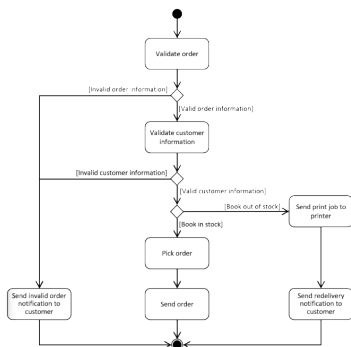 Validate order
[Invalid order information]
[Valid order information]
Validate customer
information
[Invalid customer information]
[Valid customer information]
[Book out of stock]
Send print job to
printer
[Book in stock]
Pick order
Send invalid order
notification to
customer
Send order
Send redelivery
notification to
customer